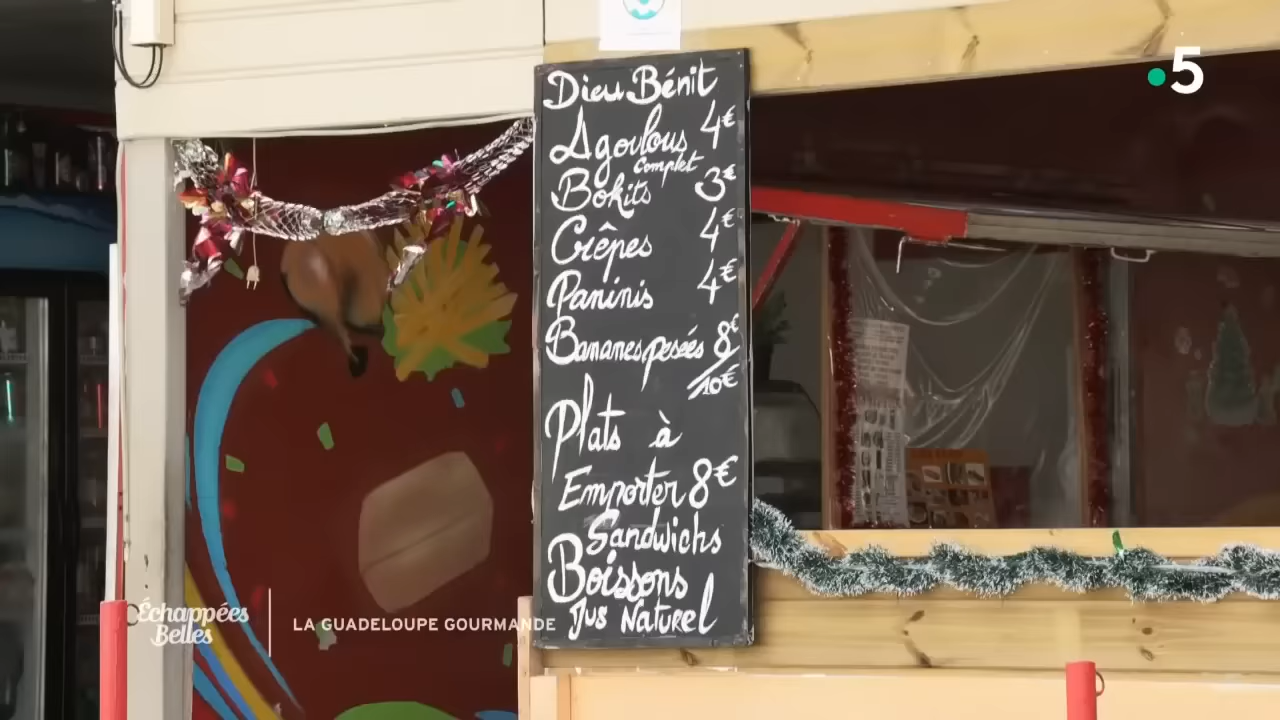 5
Dieu Bénit
Agoulous 4€
Complet
Bokits 3€
Crêpes 4€
Paninis 4€
Bananes pesées 8€
/10€
Plats à
Emporter 8€
Sandwichs
Boissons
Jus Naturel
Échappées
Belles
LA GUADELOUPE GOURMANDE